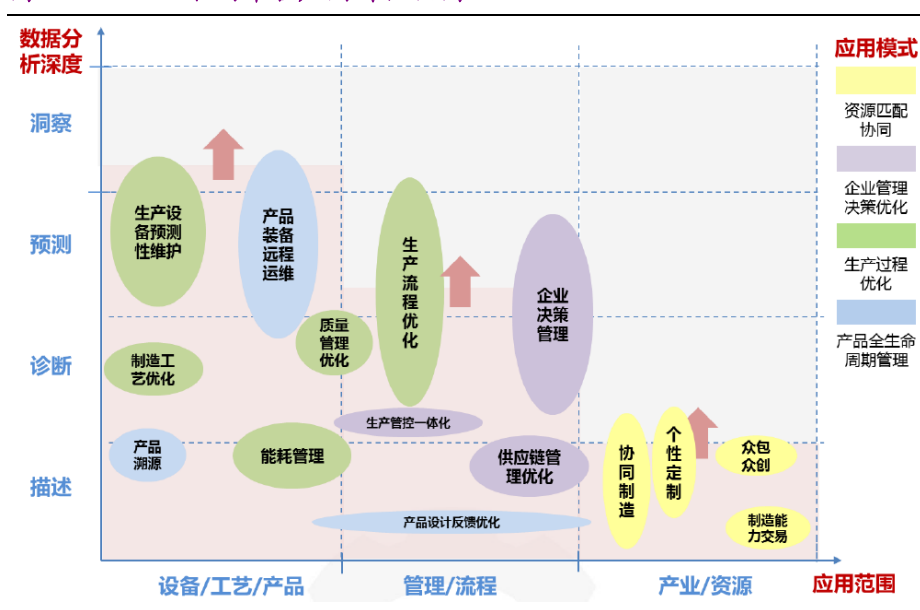 数据分
析深度
应用模式
洞察
预测
诊断
描述
资源匹配
协同
企业管理
决策优化
生产过程
优化
产品全生命
周期管理
生产设
备预测
性维护
产品
装备
远程
运维
生产流程优化
企业
决策
管理
质量
管理
优化
制造工
艺优化
生产管控一体化
产品
溯源
能耗管理
供应链管
理优化
协同制造
个性定制
众包
众创
产品设计反馈优化
制造能
力交易
设备/工艺/产品
管理/流程
产业/资源
应用范围